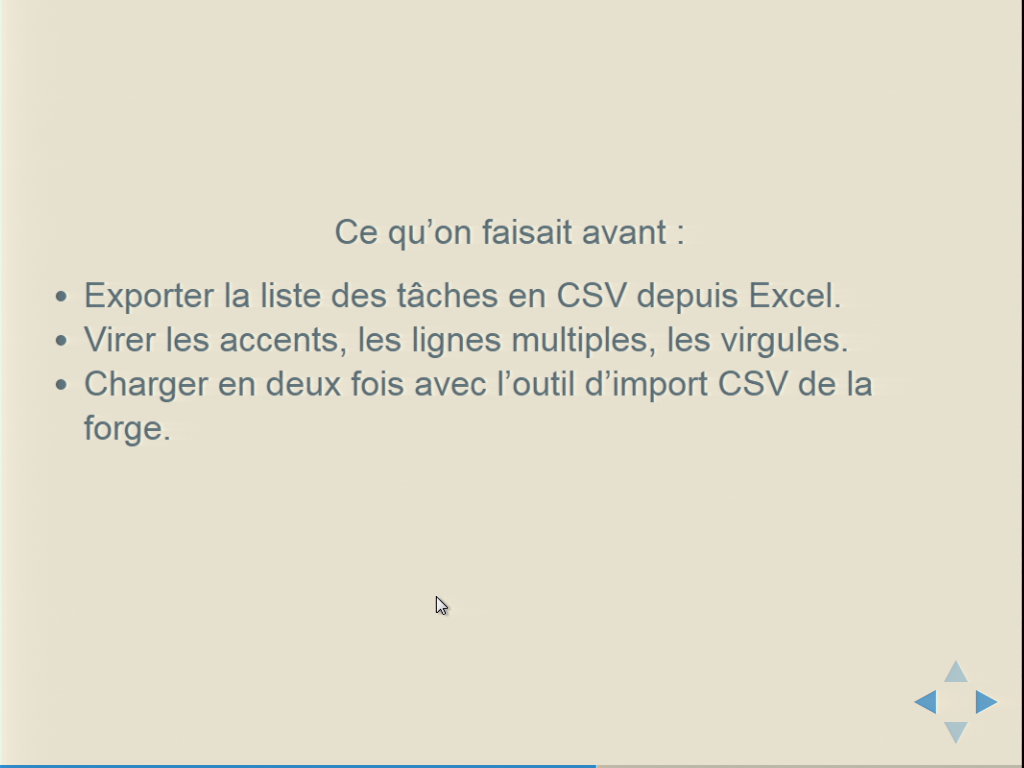 Ce qu’on faisait avant :
• Exporter la liste des tâches en CSV depuis Excel.
• Virer les accents, les lignes multiples, les virgules.
• Charger en deux fois avec l’outil d’import CSV de la
forge.